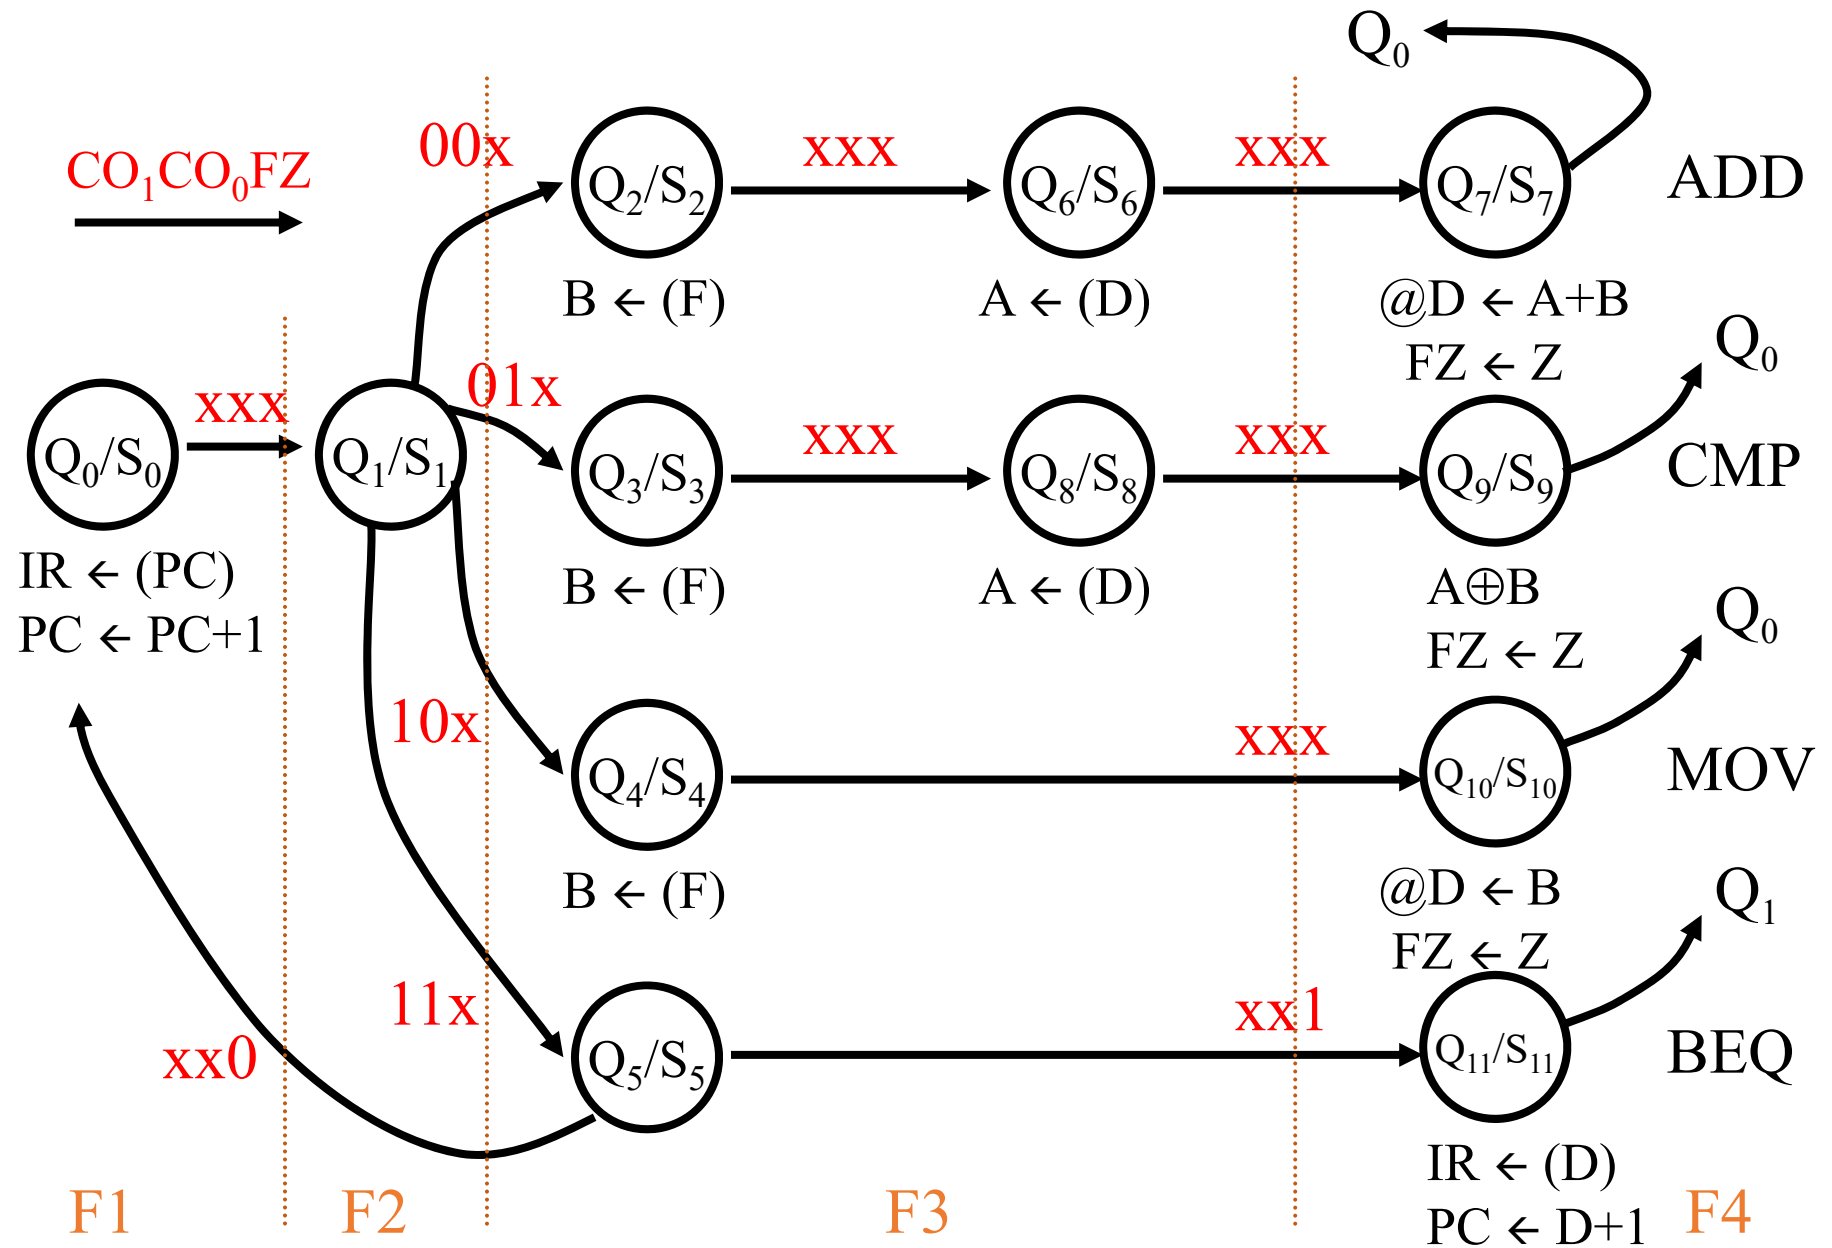 Q₀
CO₁CO₀FZ
00x
xxx
xxx
Q₂/S₂
Q₆/S₆
Q₇/S₇
ADD
B ← (F)
A ← (D)
@D ← A+B
FZ ← Z
Q₀
xxx
01x
xxx
xxx
Q₀/S₀
Q₁/S₁
Q₃/S₃
Q₈/S₈
Q₉/S₉
CMP
IR ← (PC)
PC ← PC+1
B ← (F)
A ← (D)
A⊕B
FZ ← Z
Q₀
10x
xxx
Q₄/S₄
Q₁₀/S₁₀
MOV
B ← (F)
@D ← B
FZ ← Z
Q₁
11x
xx1
xx0
Q₅/S₅
Q₁₁/S₁₁
BEQ
IR ← (D)
PC ← D+1
F1
F2
F3
F4